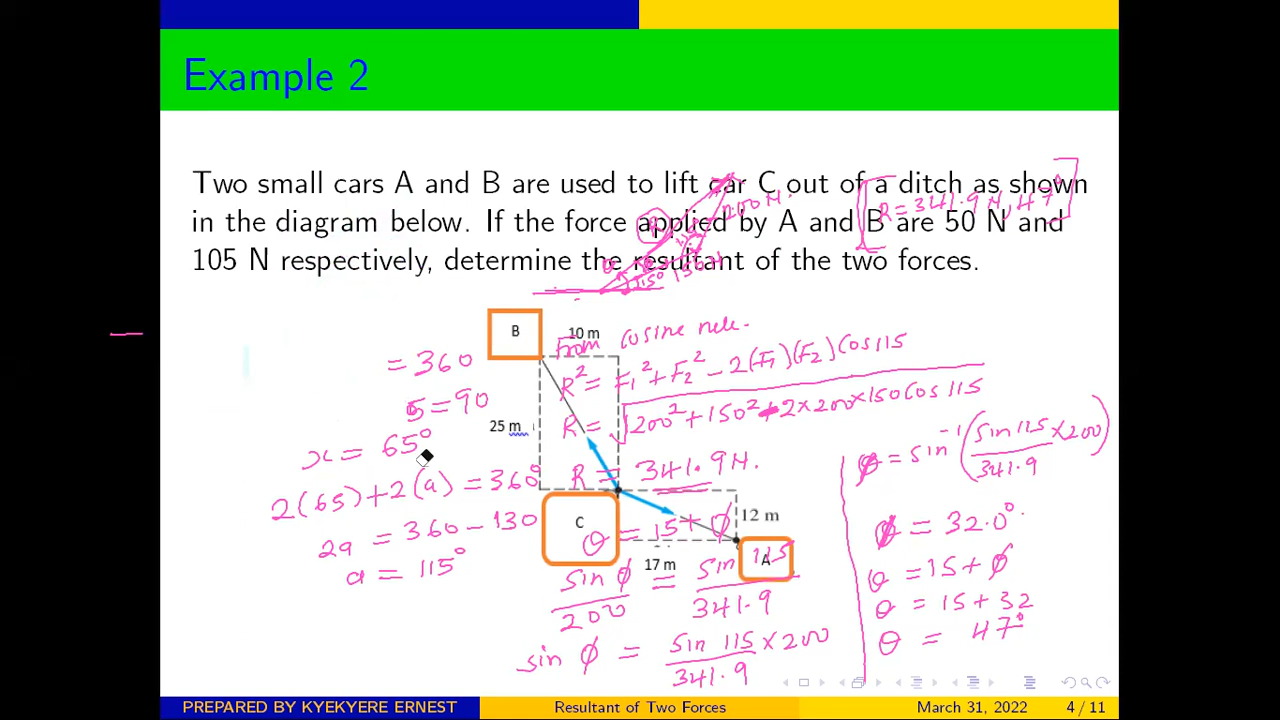 Example 2
Two small cars A and B are used to lift car C out of a ditch as shown
in the diagram below. If the force applied by A and B are 50 N and
105 N respectively, determine the resultant of the two forces.
[R = 341.9 N, 47°]
200 N.
R
150 N
15°
B
10 m
25 m
C
12 m
17 m
A
= 360
= 90
x = 65°
2(65) + 2(a) = 360°
2a = 360 - 130
a = 115°
From cosine rule.
R² = F₁² + F₂² - 2(F₁)(F₂) cos 115
R = √200² + 150² - 2×200×150 cos 115
R = 341.9 N.
θ = 15 + φ
sin φ / 200 = sin 115 / 341.9
sin φ = sin 115 × 200 / 341.9
φ = sin⁻¹ (sin 115 × 200 / 341.9)
φ = 32.0°.
θ = 15 + φ
θ = 15 + 32
θ = 47°
PREPARED BY KYEKYERE ERNEST Resultant of Two Forces March 31, 2022 4 / 11